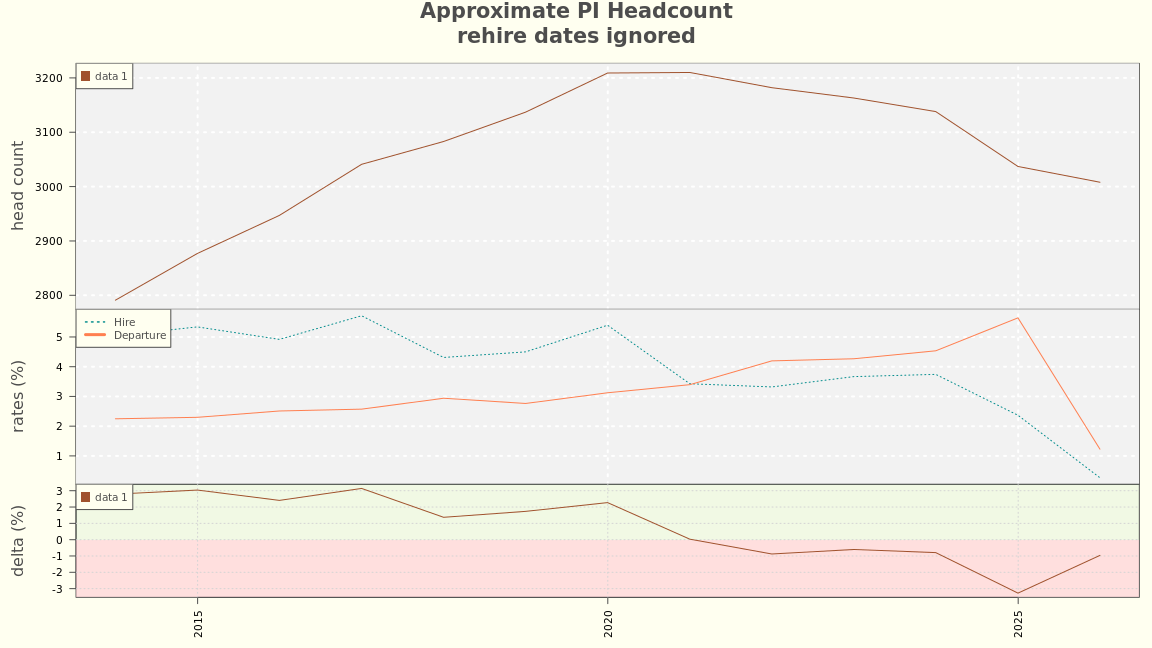 Approximate PI Headcount
rehire dates ignored
head count
3200
3100
3000
2900
2800
data 1
rates (%)
5
4
3
2
1
Hire
Departure
delta (%)
3
2
1
0
-1
-2
-3
data 1
2015
2020
2025